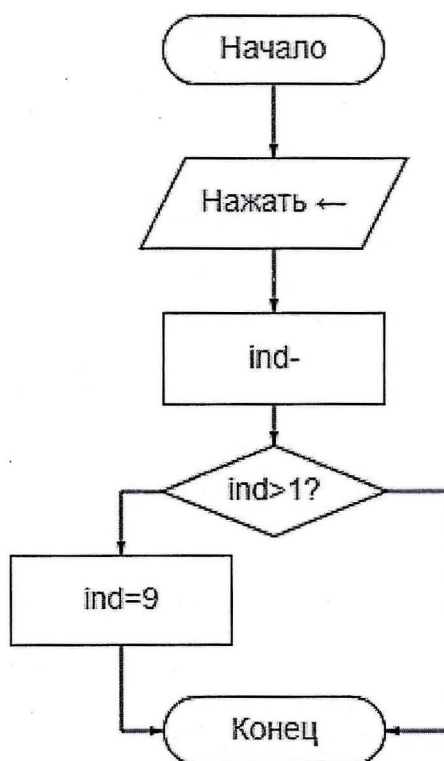 Начало
Нажать ←
ind-
ind>1?
ind=9
Конец